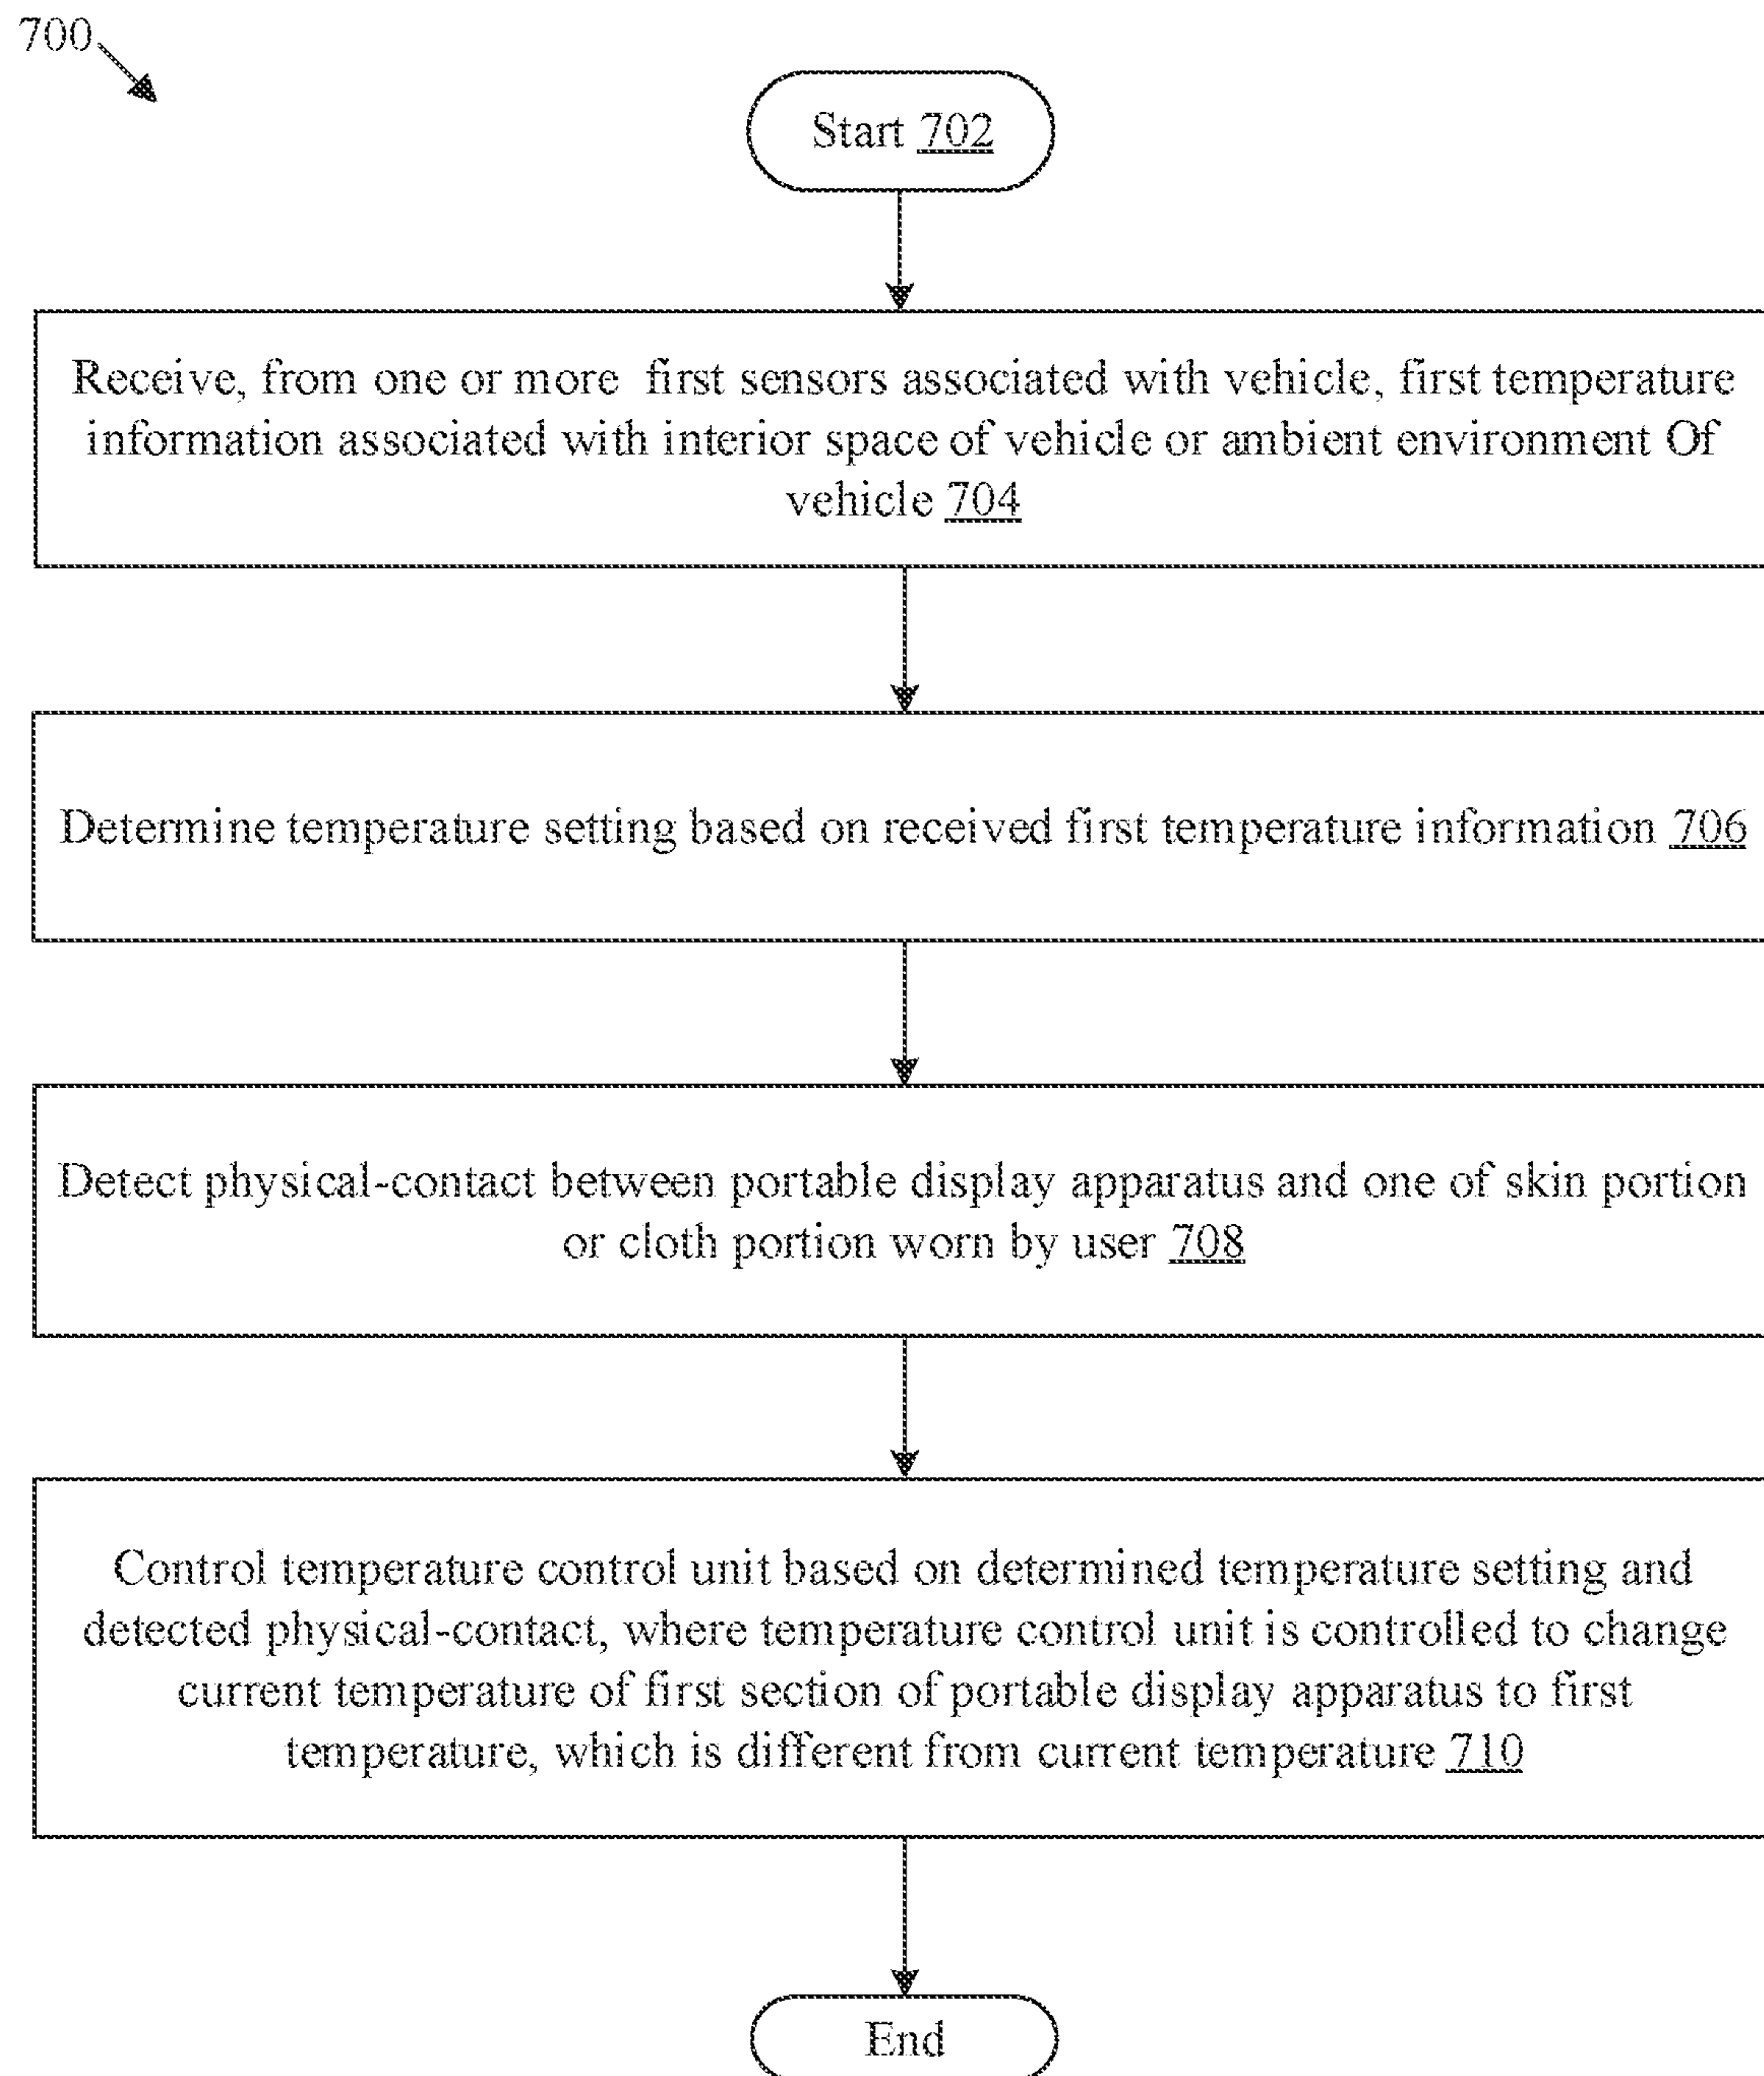 700
Start 702
Receive, from one or more first sensors associated with vehicle, first temperature
information associated with interior space of vehicle or ambient environment Of
vehicle 704
Determine temperature setting based on received first temperature information 706
Detect physical-contact between portable display apparatus and one of skin portion
or cloth portion worn by user 708
Control temperature control unit based on determined temperature setting and
detected physical-contact, where temperature control unit is controlled to change
current temperature of first section of portable display apparatus to first
temperature, which is different from current temperature 710
End